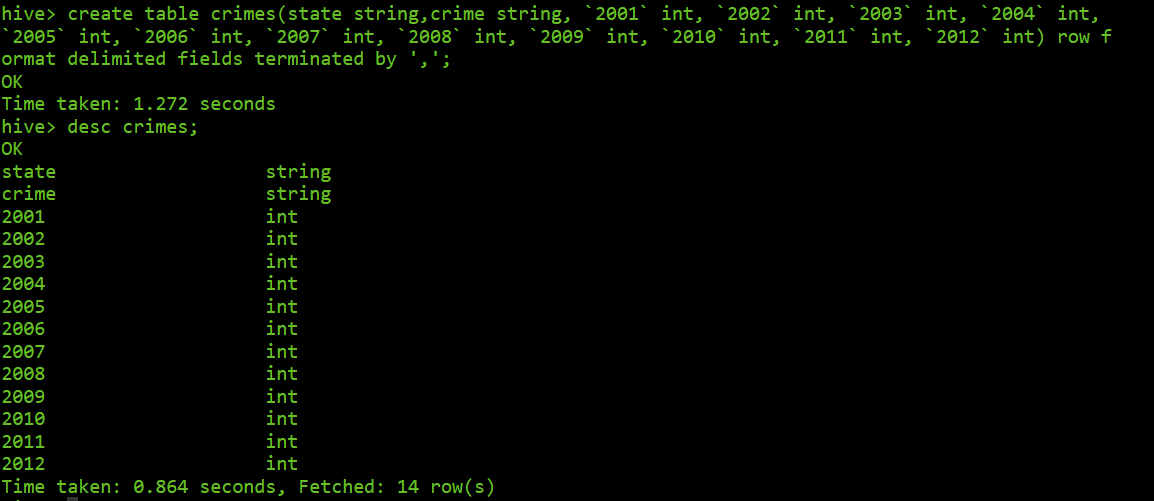 hive> create table crimes(state string,crime string, `2001` int, `2002` int, `2003` int, `2004` int,
`2005` int, `2006` int, `2007` int, `2008` int, `2009` int, `2010` int, `2011` int, `2012` int) row f
ormat delimited fields terminated by ',';
OK
Time taken: 1.272 seconds
hive> desc crimes;
OK
state                   string
crime                   string
2001                    int
2002                    int
2003                    int
2004                    int
2005                    int
2006                    int
2007                    int
2008                    int
2009                    int
2010                    int
2011                    int
2012                    int
Time taken: 0.864 seconds, Fetched: 14 row(s)